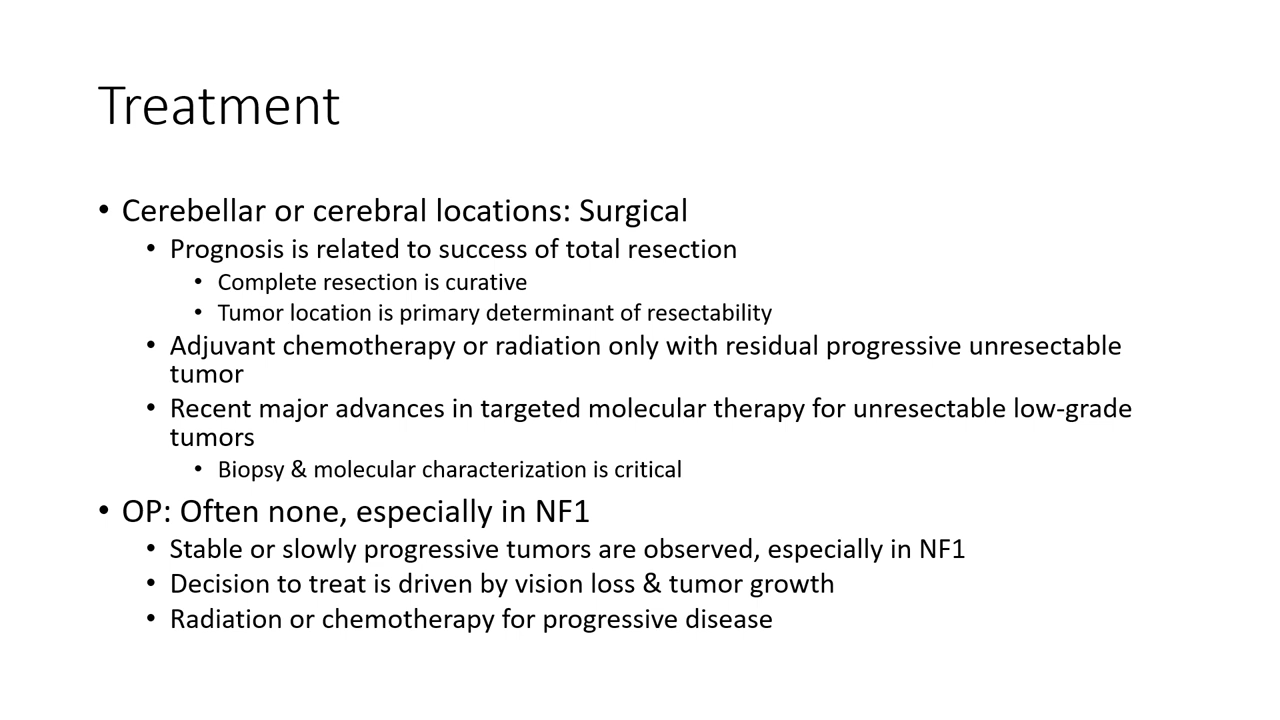 Treatment
• Cerebellar or cerebral locations: Surgical
• Prognosis is related to success of total resection
• Complete resection is curative
• Tumor location is primary determinant of resectability
• Adjuvant chemotherapy or radiation only with residual progressive unresectable
tumor
• Recent major advances in targeted molecular therapy for unresectable low-grade
tumors
• Biopsy & molecular characterization is critical
• OP: Often none, especially in NF1
• Stable or slowly progressive tumors are observed, especially in NF1
• Decision to treat is driven by vision loss & tumor growth
• Radiation or chemotherapy for progressive disease